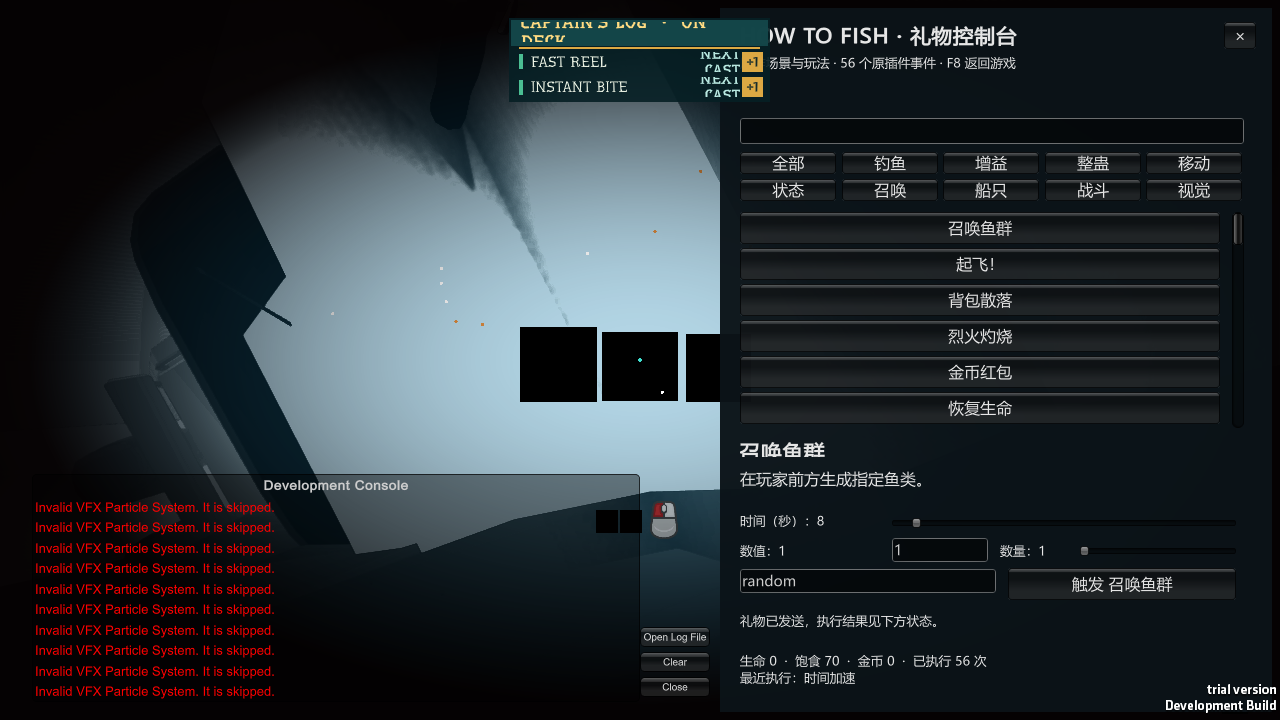 CAPTAIN'S LOG · ON DECK
FAST REEL NEXT CAST +1
INSTANT BITE NEXT CAST +1
OW TO FISH · 礼物控制台
×
场景与玩法 · 56 个原插件事件 · F8 返回游戏
全部 钓鱼 增益 整蛊 移动
状态 召唤 船只 战斗 视觉
召唤鱼群
起飞!
背包散落
烈火灼烧
金币红包
恢复生命
召唤鱼群
在玩家前方生成指定鱼类。
时间（秒）: 8
数值: 1 1 数量: 1
random 触发 召唤鱼群
礼物已发送，执行结果见下方状态。
生命 0 · 饱食 70 · 金币 0 · 已执行 56 次
最近执行: 时间加速
Development Console
Invalid VFX Particle System. It is skipped.
Invalid VFX Particle System. It is skipped.
Invalid VFX Particle System. It is skipped.
Invalid VFX Particle System. It is skipped.
Invalid VFX Particle System. It is skipped.
Invalid VFX Particle System. It is skipped.
Invalid VFX Particle System. It is skipped.
Invalid VFX Particle System. It is skipped.
Invalid VFX Particle System. It is skipped.
Invalid VFX Particle System. It is skipped.
Open Log File
Clear
Close
trial version
Development Build